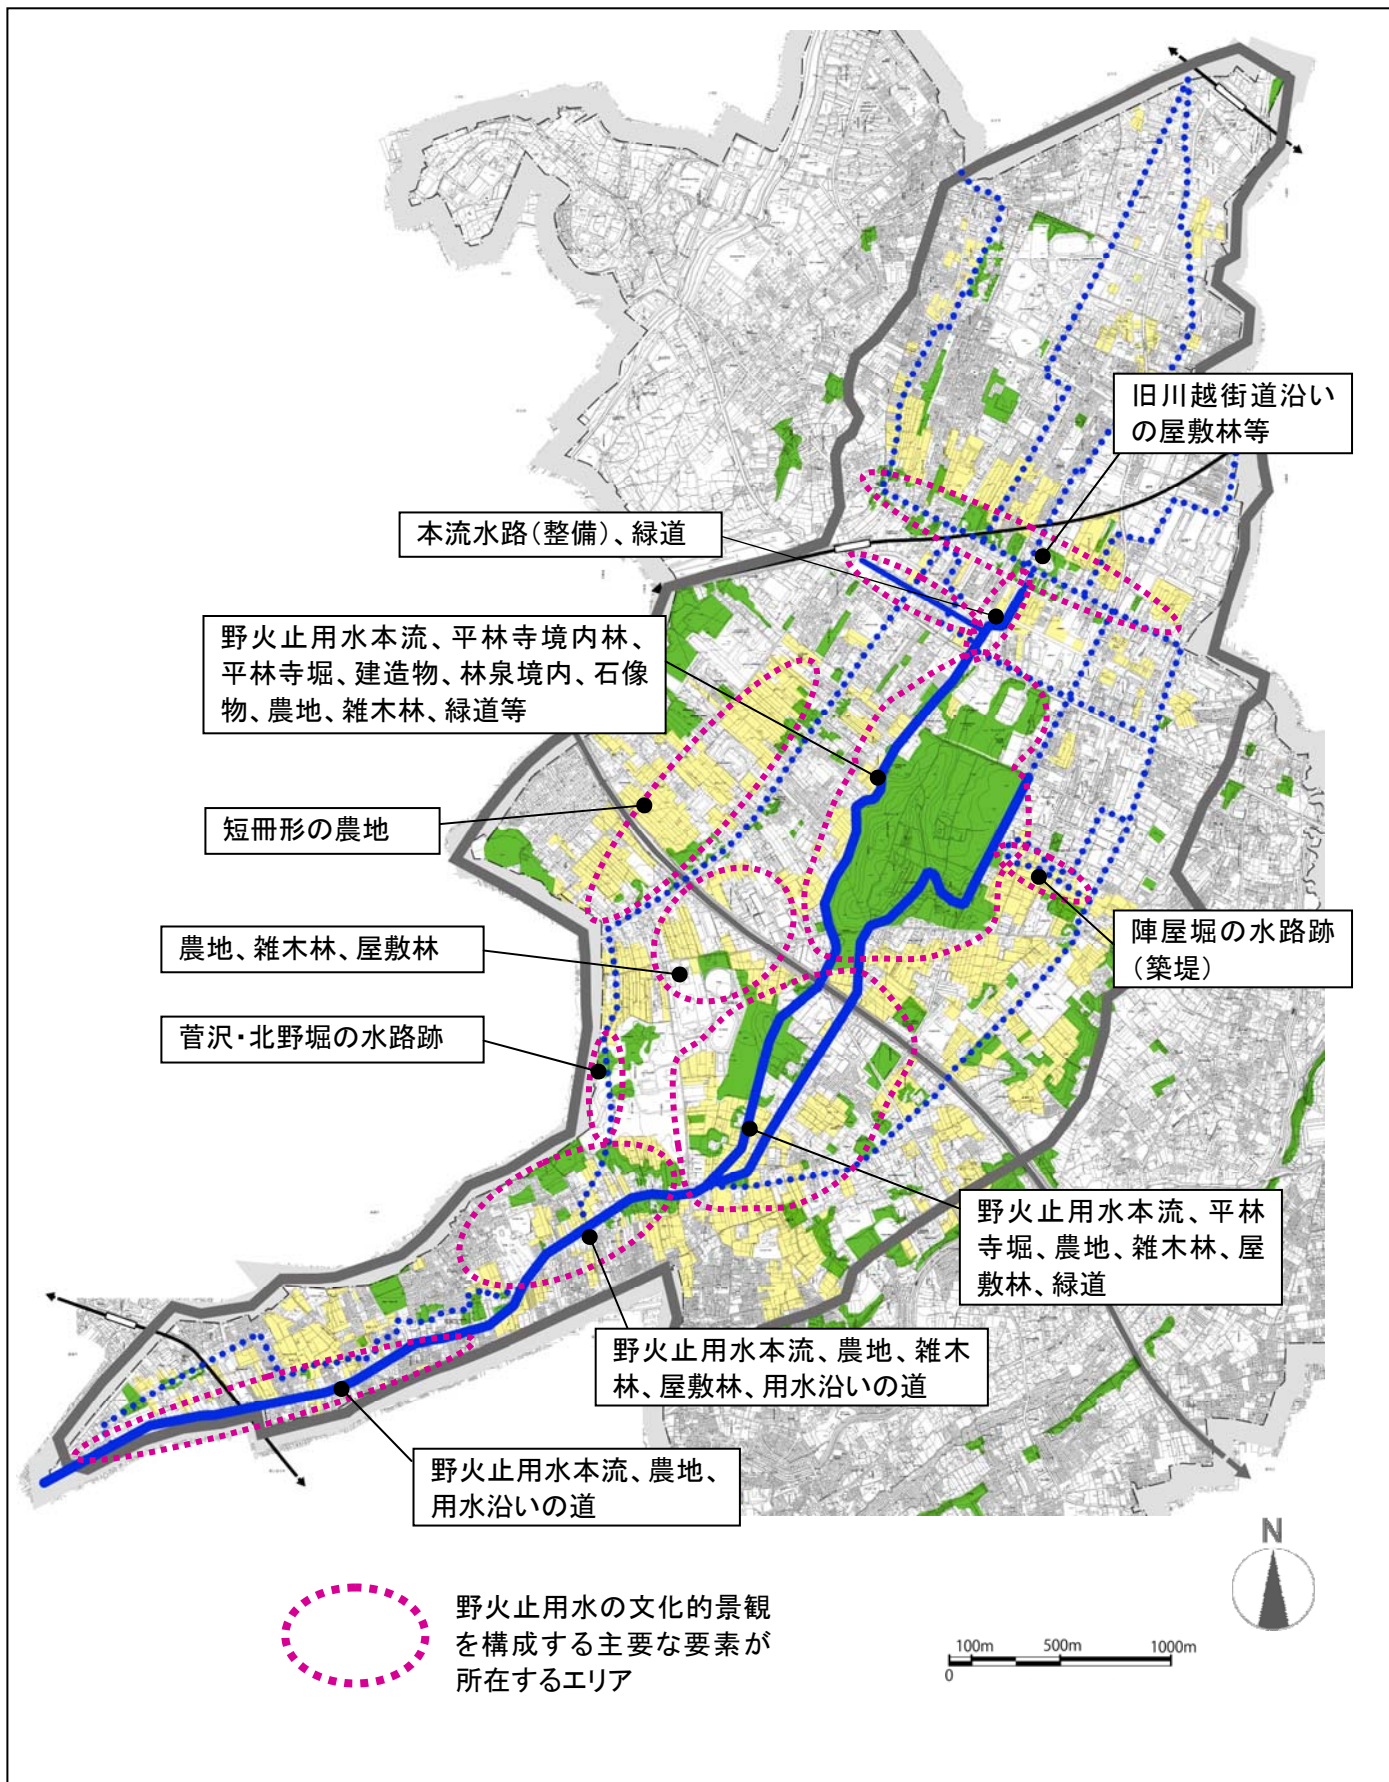 旧川越街道沿い
の屋敷林等
本流水路（整備）、緑道
野火止用水本流、平林寺境内林、
平林寺堀、建造物、林泉境内、石像
物、農地、雑木林、緑道等
短冊形の農地
農地、雑木林、屋敷林
陣屋堀の水路跡
（築堤）
菅沢・北野堀の水路跡
野火止用水本流、平林
寺堀、農地、雑木林、屋
敷林、緑道
野火止用水本流、農地、雑木
林、屋敷林、用水沿いの道
野火止用水本流、農地、
用水沿いの道
N
野火止用水の文化的景観
を構成する主要な要素が
所在するエリア
100m 500m 1000m
0